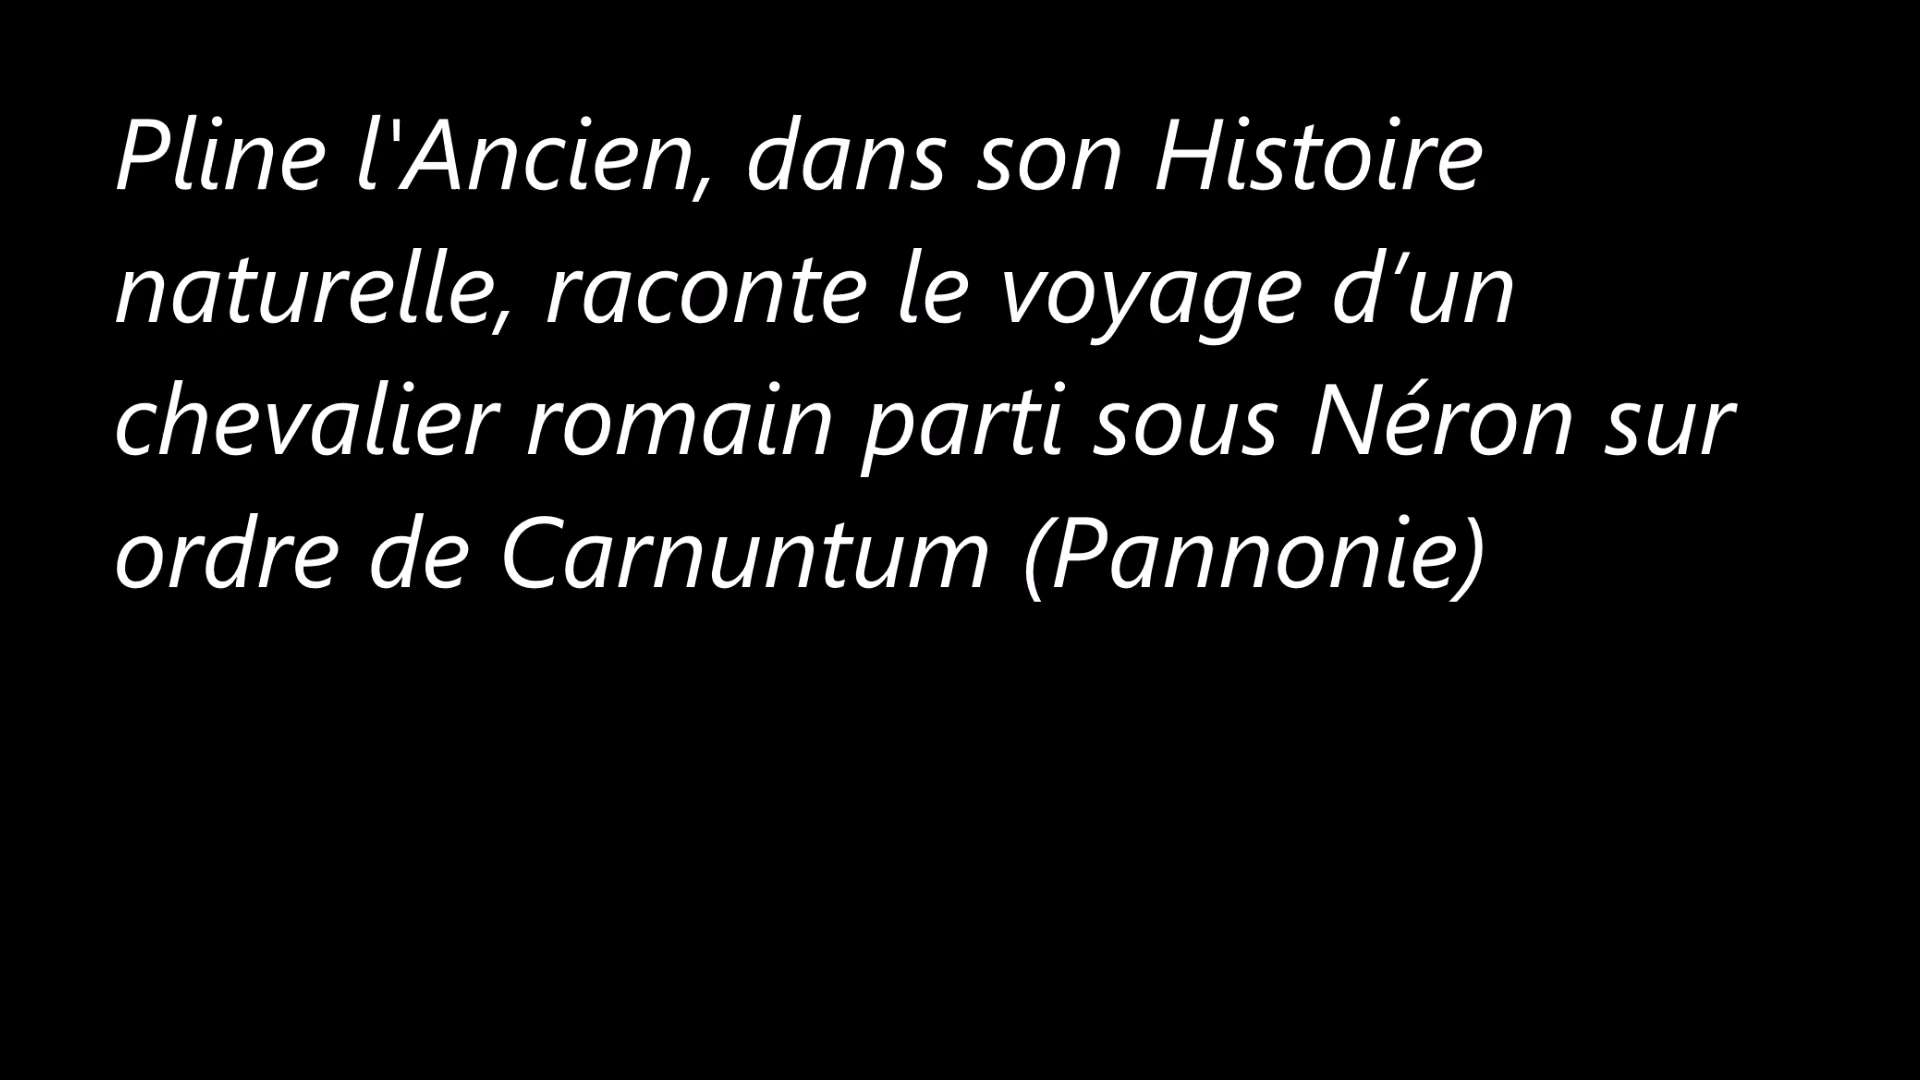 Pline l'Ancien, dans son Histoire
naturelle, raconte le voyage d’un
chevalier romain parti sous Néron sur
ordre de Carnuntum (Pannonie)